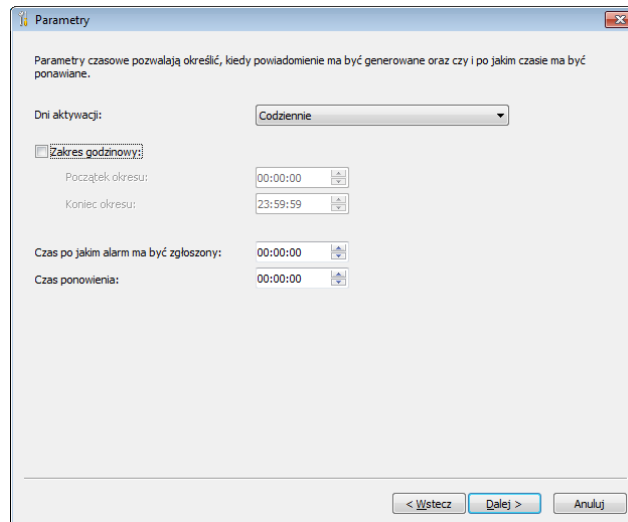 Parametry
Parametry czasowe pozwalają określić, kiedy powiadomienie ma być generowane oraz czy i po jakim czasie ma być
ponawiane.
Dni aktywacji: Codziennie
Zakres godzinowy:
Początek okresu: 00:00:00
Koniec okresu: 23:59:59
Czas po jakim alarm ma być zgłoszony: 00:00:00
Czas ponowienia: 00:00:00
< Wstecz Dalej > Anuluj